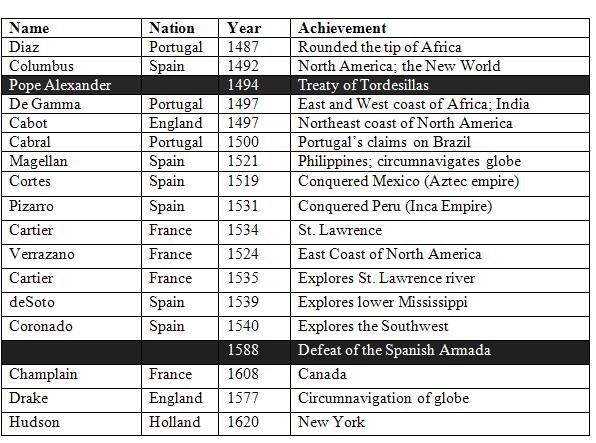 Name Nation Year Achievement
Diaz Portugal 1487 Rounded the tip of Africa
Columbus Spain 1492 North America; the New World
Pope Alexander 1494 Treaty of Tordesillas
De Gamma Portugal 1497 East and West coast of Africa; India
Cabot England 1497 Northeast coast of North America
Cabral Portugal 1500 Portugal's claims on Brazil
Magellan Spain 1521 Philippines; circumnavigates globe
Cortes Spain 1519 Conquered Mexico (Aztec empire)
Pizarro Spain 1531 Conquered Peru (Inca Empire)
Cartier France 1534 St. Lawrence
Verrazano France 1524 East Coast of North America
Cartier France 1535 Explores St. Lawrence river
deSoto Spain 1539 Explores lower Mississippi
Coronado Spain 1540 Explores the Southwest
1588 Defeat of the Spanish Armada
Champlain France 1608 Canada
Drake England 1577 Circumnavigation of globe
Hudson Holland 1620 New York